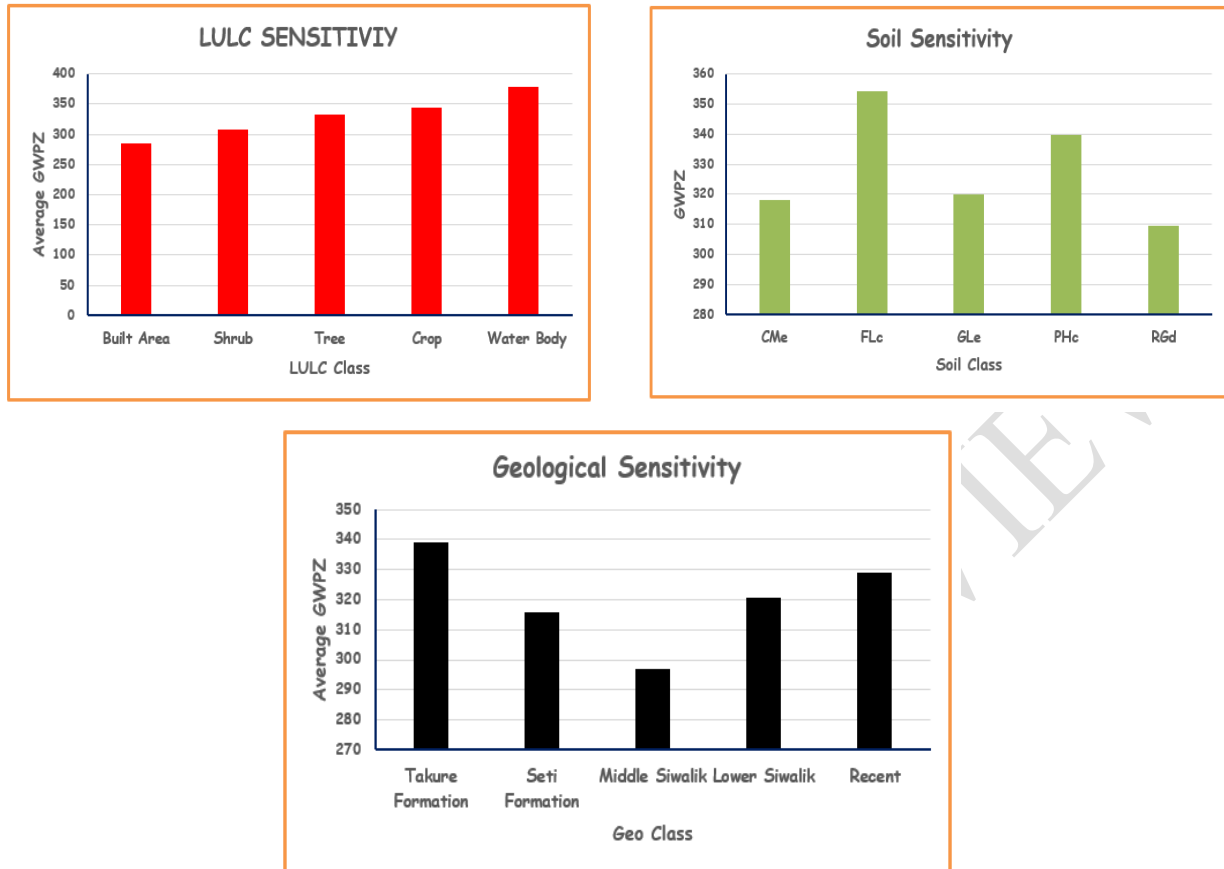 LULC SENSITIVIY
400
350
300
250
200
150
100
50
0
Average GWPZ
Built Area Shrub Tree Crop Water Body
LULC Class
Soil Sensitivity
360
350
340
330
320
310
300
290
280
GWPZ
CMe FLc GLe PHc RGd
Soil Class
Geological Sensitivity
350
340
330
320
310
300
290
280
270
Average GWPZ
Takure Seti Middle Siwalik Lower Siwalik Recent
Formation Formation
Geo Class